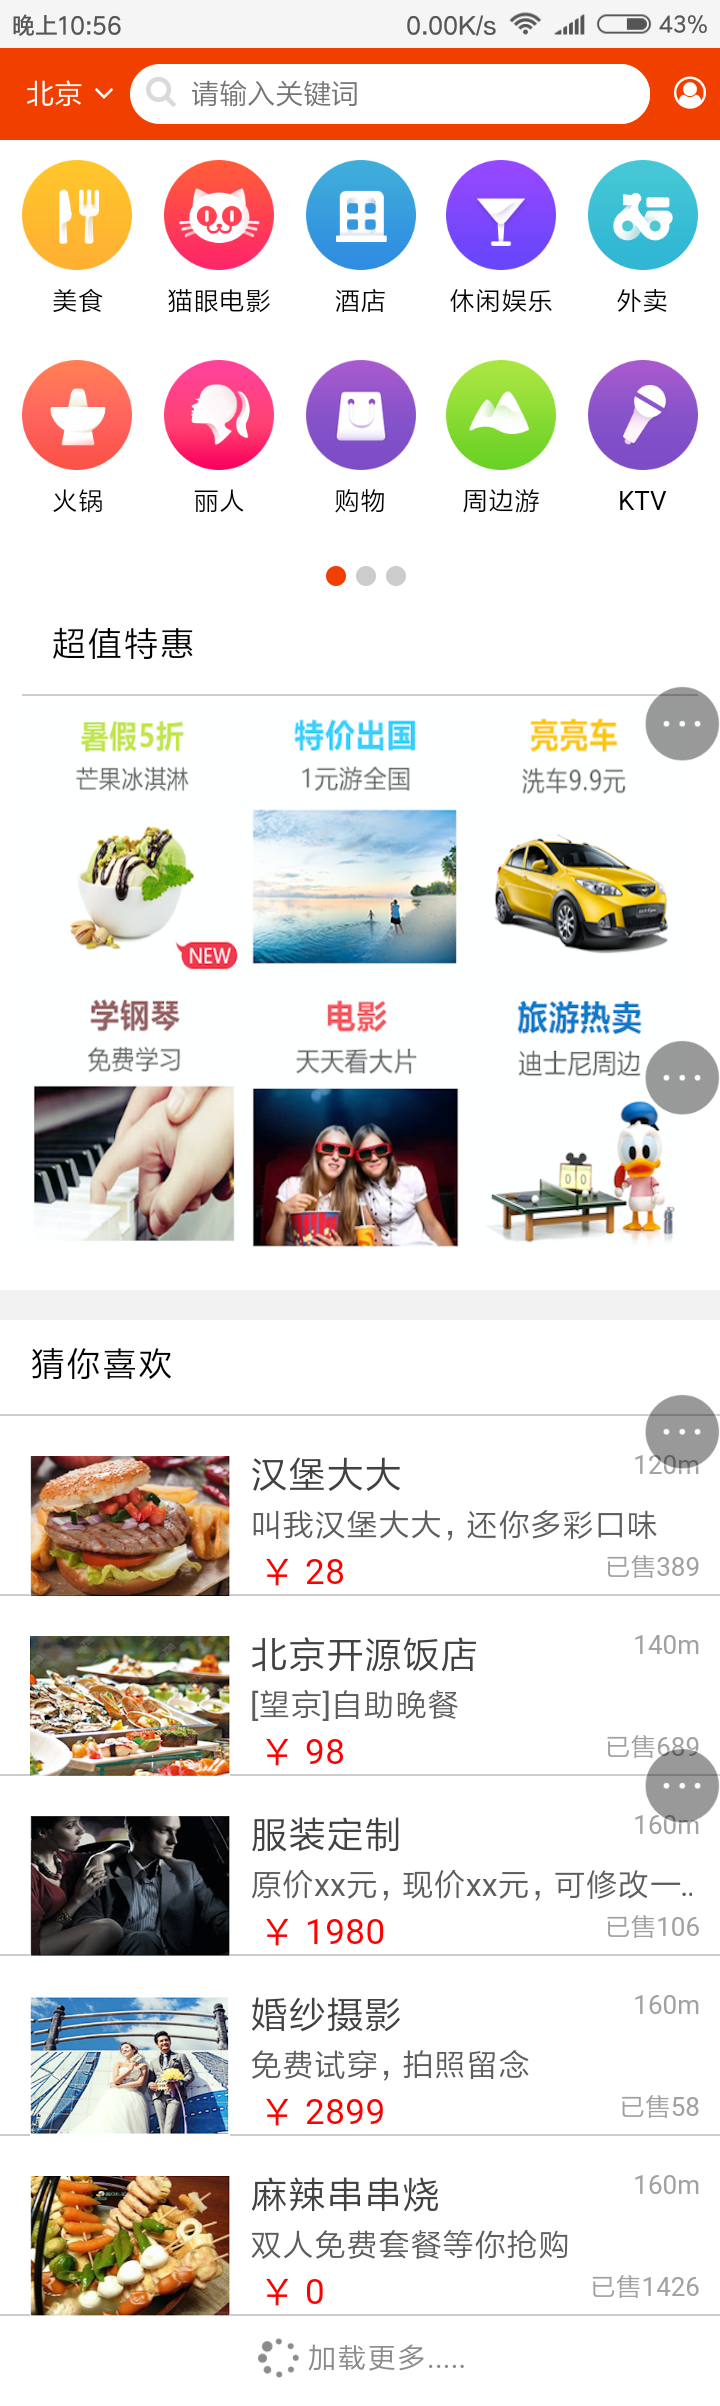 晚上10:56 0.00K/s 43%
北京 请输入关键词
美食 猫眼电影 酒店 休闲娱乐 外卖
火锅 丽人 购物 周边游 KTV
超值特惠
暑假5折 特价出国 亮亮车
芒果冰淇淋 1元游全国 洗车9.9元
NEW
学钢琴 电影 旅游热卖
免费学习 天天看大片 迪士尼周边
猜你喜欢
汉堡大大 120m
叫我汉堡大大, 还你多彩口味
¥ 28 已售389
北京开源饭店 140m
[望京]自助晚餐
¥ 98 已售689
服装定制 160m
原价xx元, 现价xx元, 可修改一..
¥ 1980 已售106
婚纱摄影 160m
免费试穿, 拍照留念
¥ 2899 已售58
麻辣串串烧 160m
双人免费套餐等你抢购
¥ 0 已售1426
加载更多.....